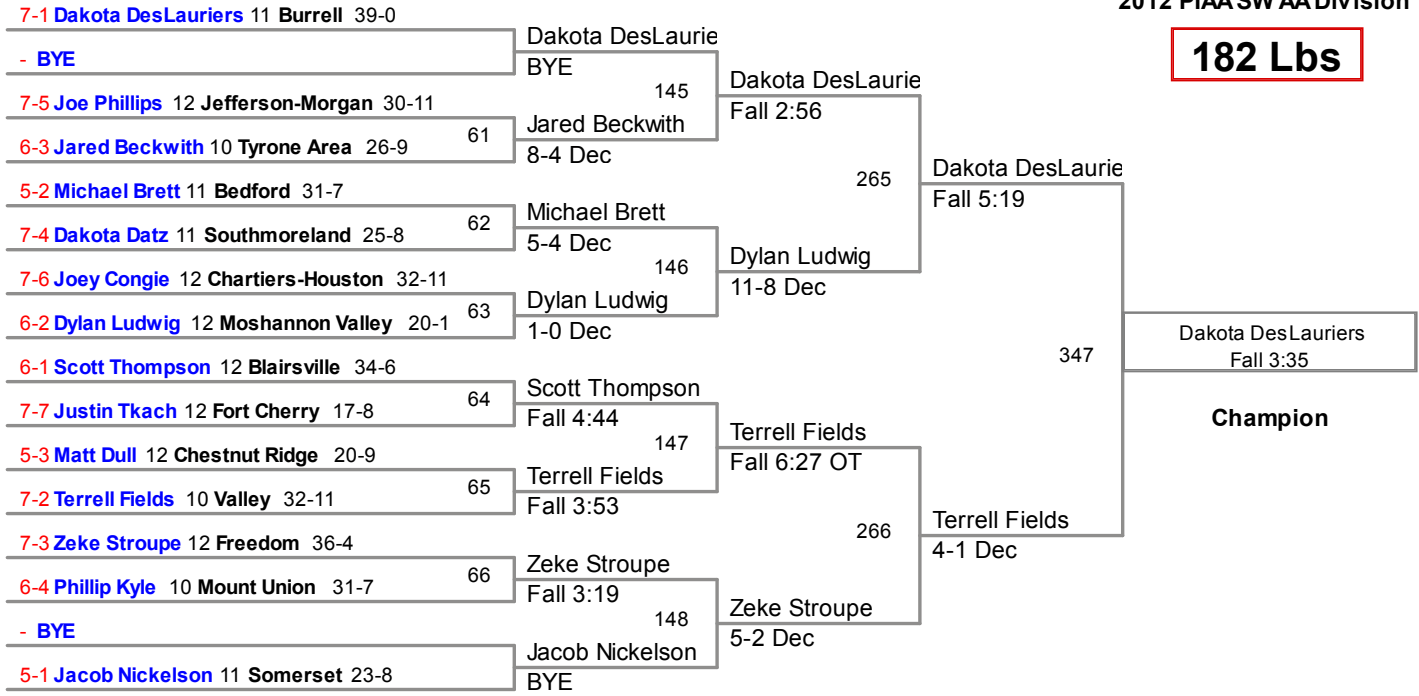 2012 PIAA SW AA Division
182 Lbs
7-1 Dakota DesLauriers 11 Burrell 39-0
- BYE
7-5 Joe Phillips 12 Jefferson-Morgan 30-11
6-3 Jared Beckwith 10 Tyrone Area 26-9
5-2 Michael Brett 11 Bedford 31-7
7-4 Dakota Datz 11 Southmoreland 25-8
7-6 Joey Congie 12 Chartiers-Houston 32-11
6-2 Dylan Ludwig 12 Moshannon Valley 20-1
6-1 Scott Thompson 12 Blairsville 34-6
7-7 Justin Tkach 12 Fort Cherry 17-8
5-3 Matt Dull 12 Chestnut Ridge 20-9
7-2 Terrell Fields 10 Valley 32-11
7-3 Zeke Stroupe 12 Freedom 36-4
6-4 Phillip Kyle 10 Mount Union 31-7
- BYE
5-1 Jacob Nickelson 11 Somerset 23-8
61
62
63
64
65
66
Dakota DesLaurie
BYE
Jared Beckwith
8-4 Dec
Michael Brett
5-4 Dec
Dylan Ludwig
1-0 Dec
Scott Thompson
Fall 4:44
Terrell Fields
Fall 3:53
Zeke Stroupe
Fall 3:19
Jacob Nickelson
BYE
145
146
147
148
Dakota DesLaurie
Fall 2:56
Dylan Ludwig
11-8 Dec
Terrell Fields
Fall 6:27 OT
Zeke Stroupe
5-2 Dec
265
266
Dakota DesLaurie
Fall 5:19
Terrell Fields
4-1 Dec
347
Dakota DesLauriers
Fall 3:35
Champion